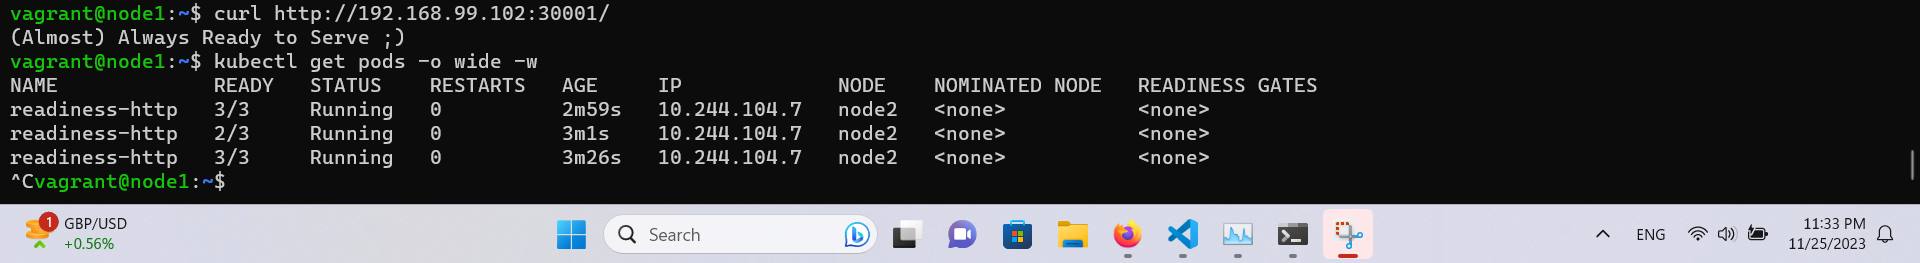 vagrant@node1:~$ curl http://192.168.99.102:30001/
(Almost) Always Ready to Serve ;)
vagrant@node1:~$ kubectl get pods -o wide -w
NAME READY STATUS RESTARTS AGE IP NODE NOMINATED NODE READINESS GATES
readiness-http 3/3 Running 0 2m59s 10.244.104.7 node2 <none> <none>
readiness-http 2/3 Running 0 3m1s 10.244.104.7 node2 <none> <none>
readiness-http 3/3 Running 0 3m26s 10.244.104.7 node2 <none> <none>
^Cvagrant@node1:~$
1
GBP/USD
+0.56%
Search
ENG
11:33 PM
11/25/2023